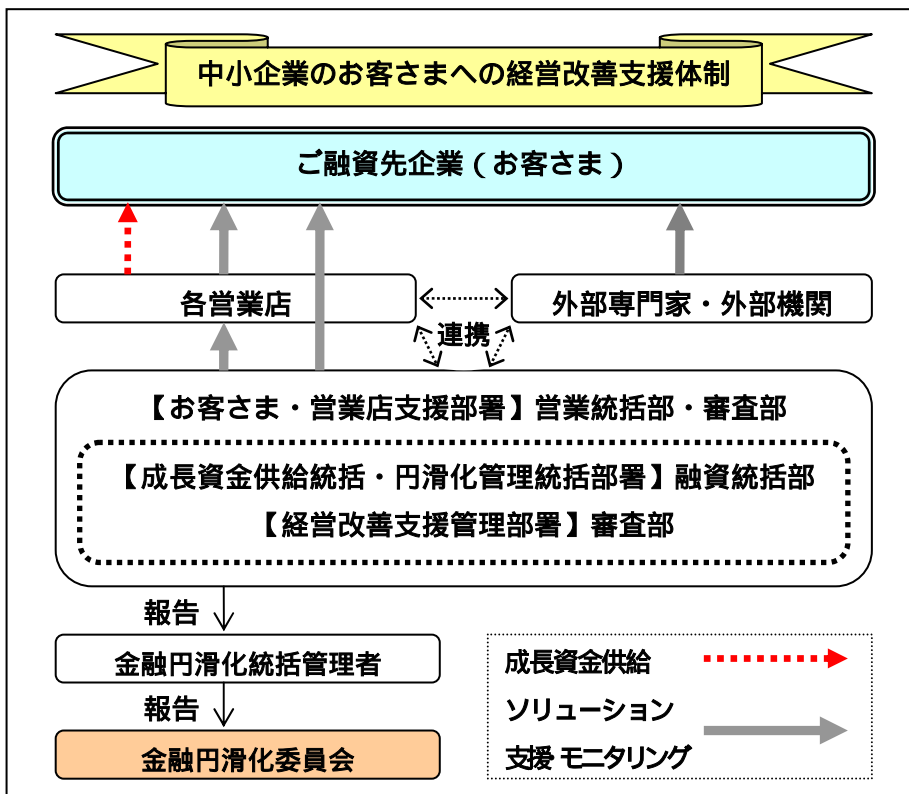 中小企業のお客さまへの経営改善支援体制
ご融資先企業（お客さま）
各営業店
外部専門家・外部機関
連携
【お客さま・営業店支援部署】営業統括部・審査部
【成長資金供給統括・円滑化管理統括部署】融資統括部
【経営改善支援管理部署】審査部
報告
金融円滑化統括管理者
報告
金融円滑化委員会
成長資金供給
ソリューション
支援・モニタリング